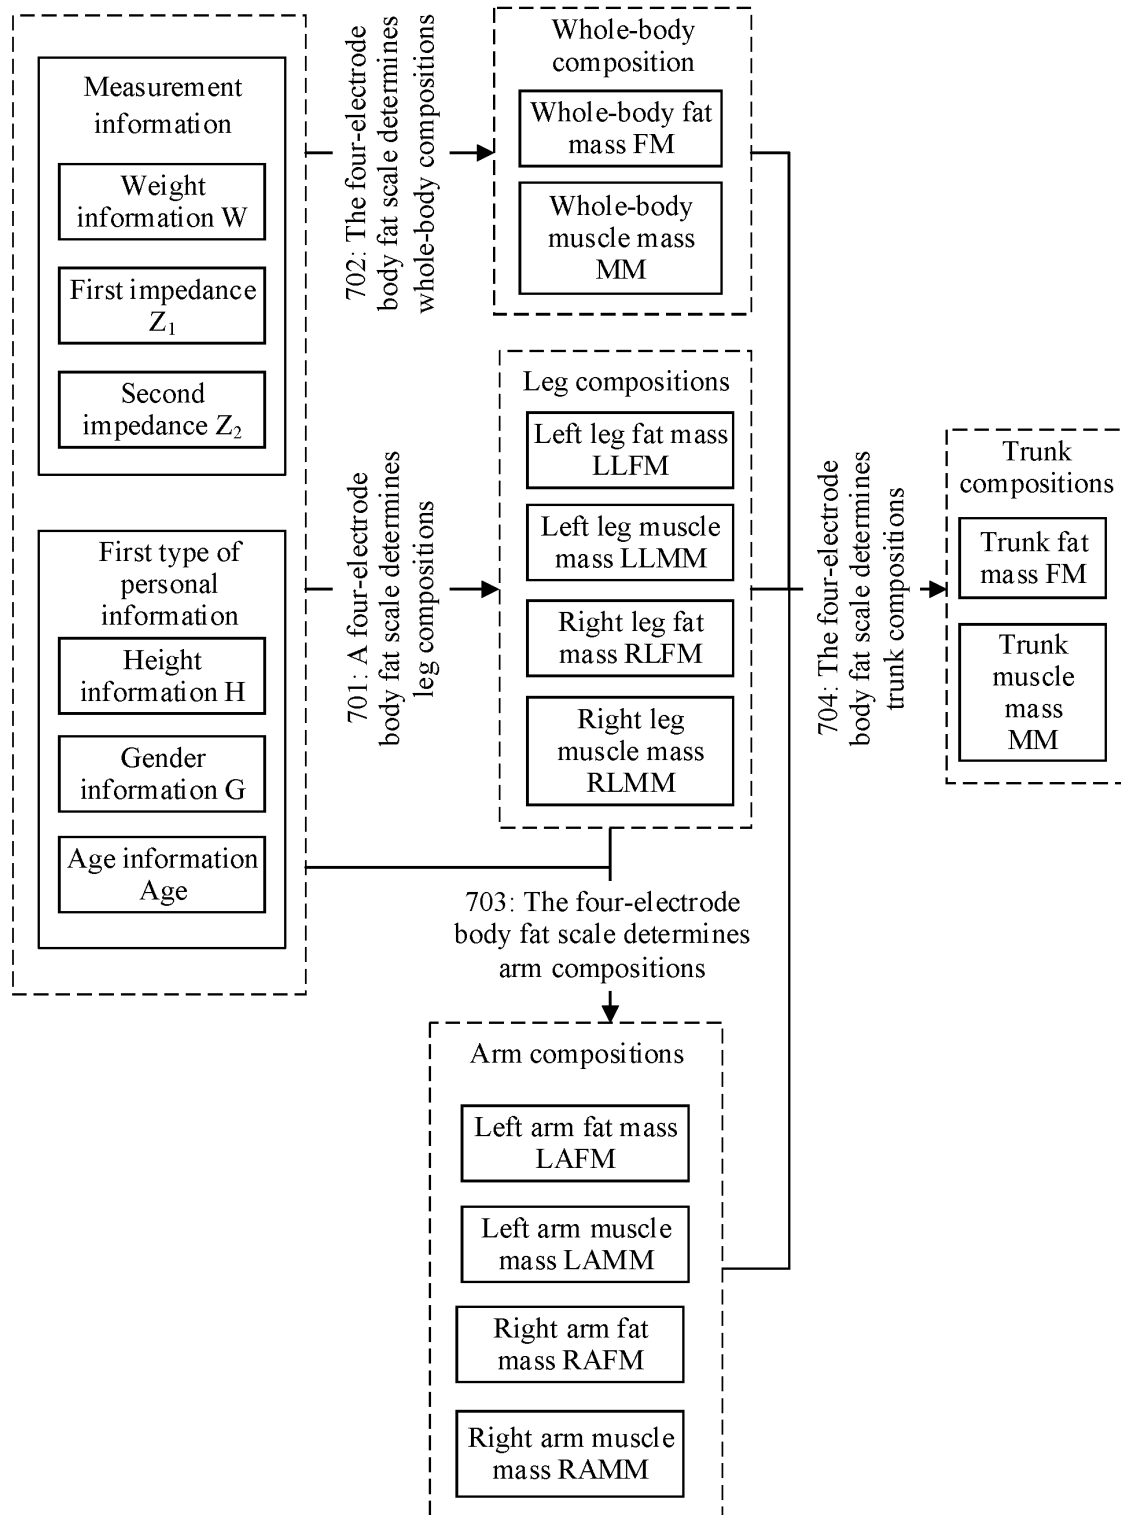 Measurement
information
Weight
information W
First impedance
Z₁
Second
impedance Z₂
First type of
personal
information
Height
information H
Gender
information G
Age information
Age
702: The four-electrode
body fat scale determines
whole-body compositions
701: A four-electrode
body fat scale determines
leg compositions
Whole-body
composition
Whole-body fat
mass FM
Whole-body
muscle mass
MM
Leg compositions
Left leg fat mass
LLFM
Left leg muscle
mass LLMM
Right leg fat
mass RLFM
Right leg
muscle mass
RLMM
703: The four-electrode
body fat scale determines
arm compositions
Arm compositions
Left arm fat mass
LAFM
Left arm muscle
mass LAMM
Right arm fat
mass RAFM
Right arm muscle
mass RAMM
704: The four-electrode
body fat scale determines
trunk compositions
Trunk
compositions
Trunk fat
mass FM
Trunk
muscle
mass
MM